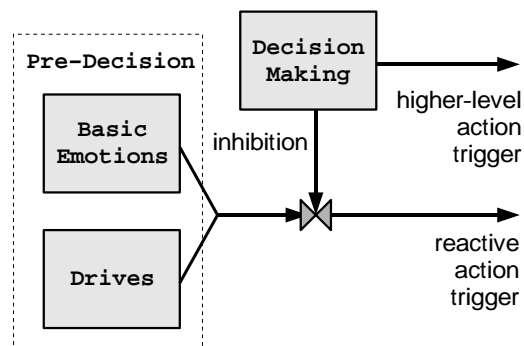 Pre-Decision
Basic
Emotions
Drives
Decision
Making
inhibition
higher-level
action
trigger
reactive
action
trigger